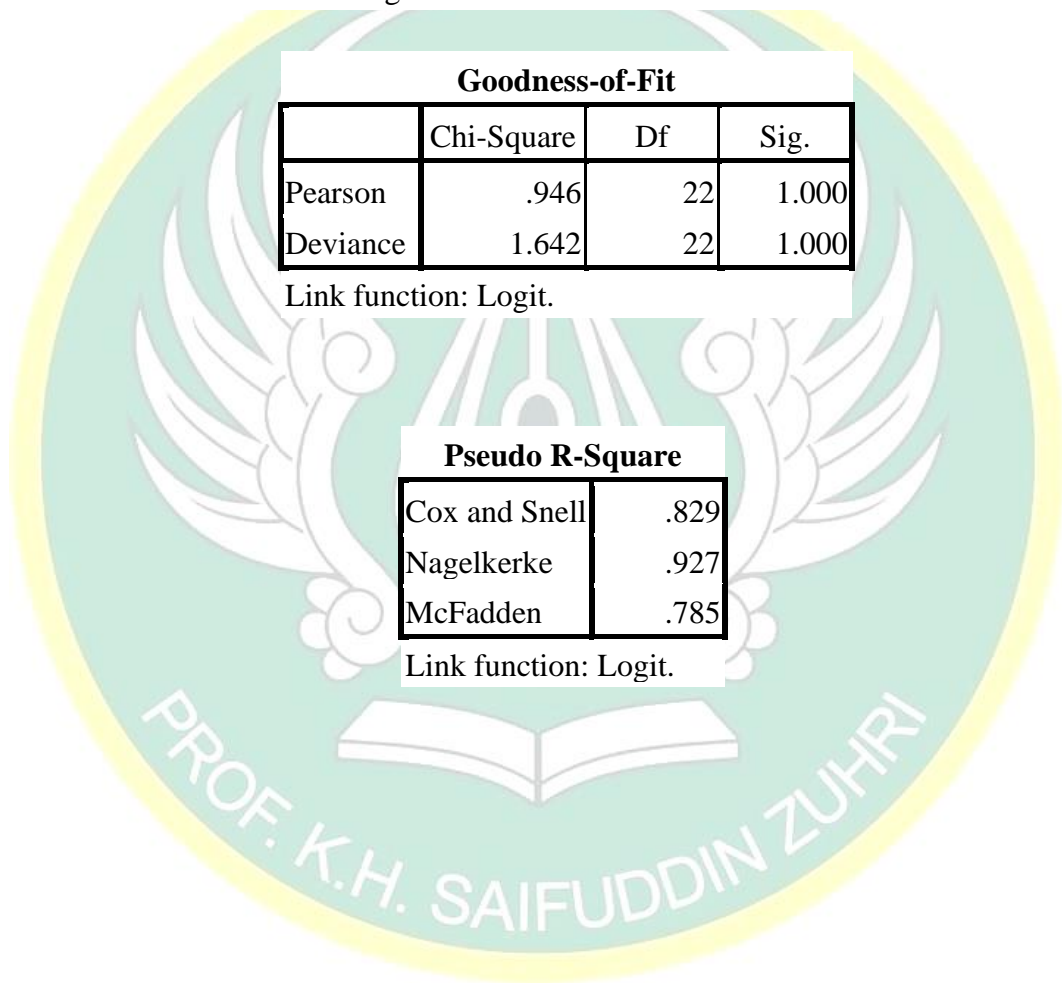 Goodness-of-Fit
Chi-Square Df Sig.
Pearson .946 22 1.000
Deviance 1.642 22 1.000
Link function: Logit.
Pseudo R-Square
Cox and Snell .829
Nagelkerke .927
McFadden .785
Link function: Logit.
PROF. K.H. SAIFUDDIN ZUHRI